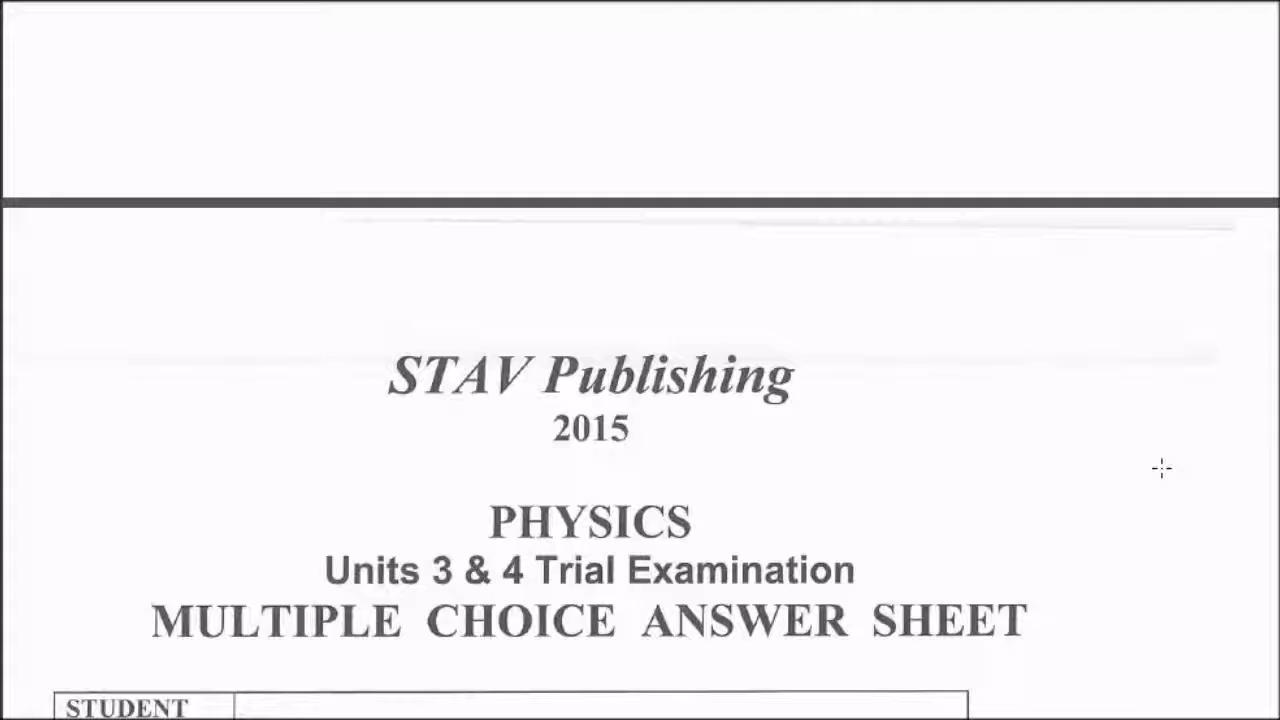 STAV Publishing
2015
PHYSICS
Units 3 & 4 Trial Examination
MULTIPLE CHOICE ANSWER SHEET
STUDENT